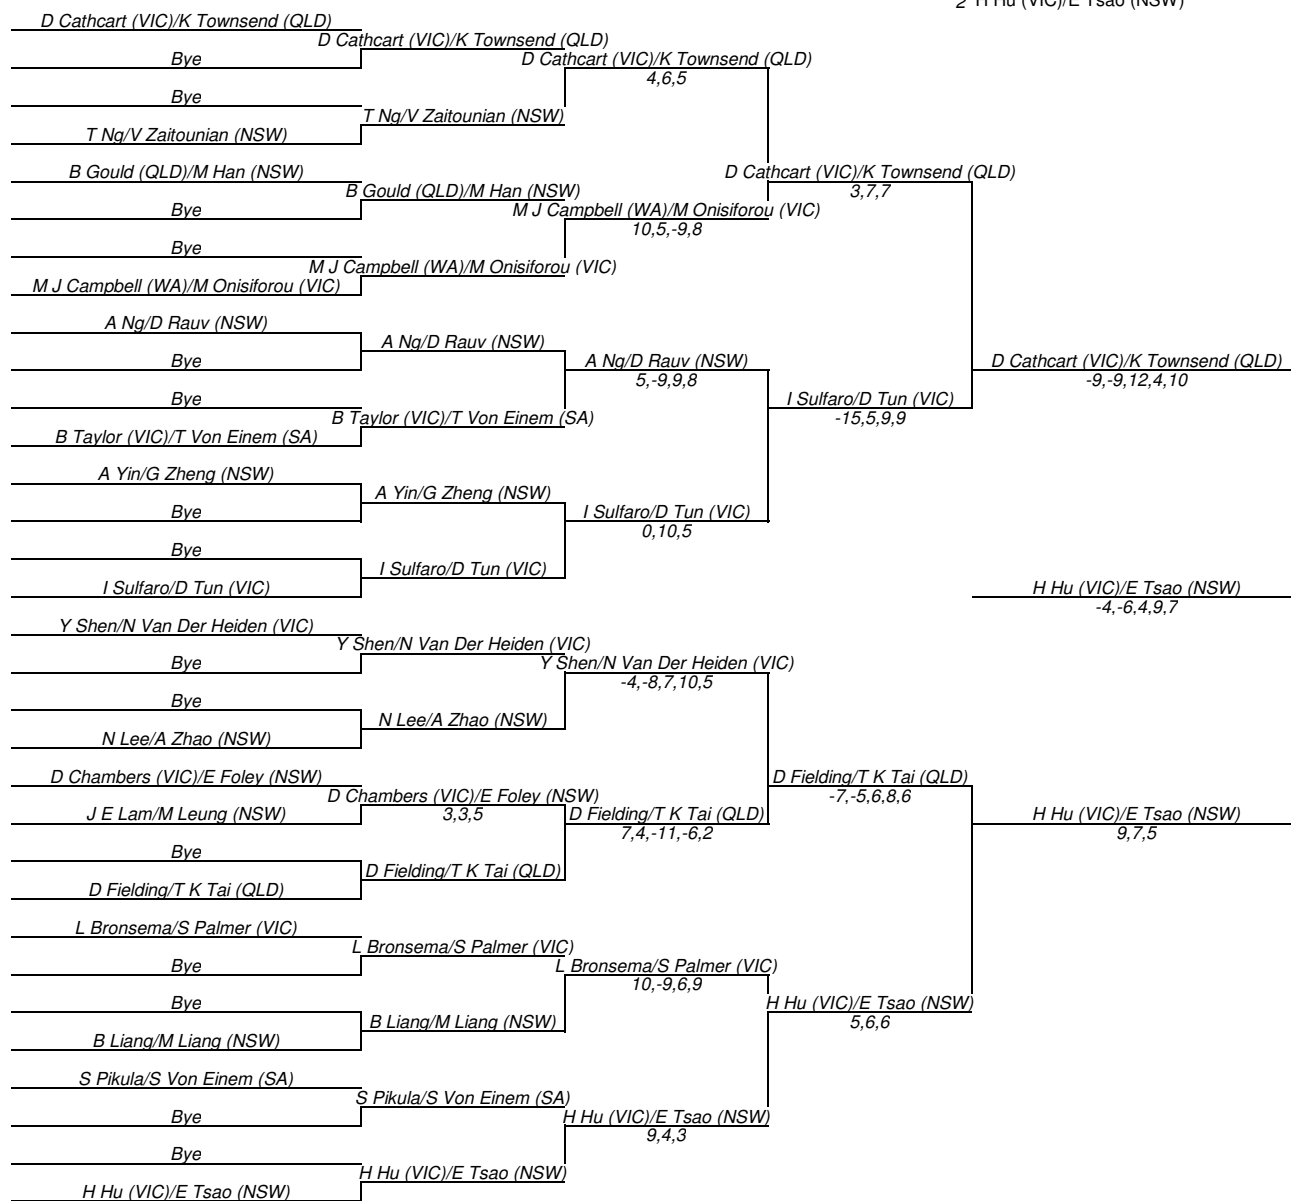 2 H Hu (VIC)/E Tsao (NSW)
D Cathcart (VIC)/K Townsend (QLD)
D Cathcart (VIC)/K Townsend (QLD)
Bye
D Cathcart (VIC)/K Townsend (QLD)
4,6,5
Bye
T Ng/V Zaitounian (NSW)
T Ng/V Zaitounian (NSW)
B Gould (QLD)/M Han (NSW)
D Cathcart (VIC)/K Townsend (QLD)
3,7,7
B Gould (QLD)/M Han (NSW)
Bye
M J Campbell (WA)/M Onisiforou (VIC)
10,5,-9,8
Bye
M J Campbell (WA)/M Onisiforou (VIC)
M J Campbell (WA)/M Onisiforou (VIC)
A Ng/D Rauv (NSW)
A Ng/D Rauv (NSW)
Bye
A Ng/D Rauv (NSW)
5,-9,9,8
D Cathcart (VIC)/K Townsend (QLD)
-9,-9,12,4,10
Bye
I Sulfaro/D Tun (VIC)
-15,5,9,9
B Taylor (VIC)/T Von Einem (SA)
B Taylor (VIC)/T Von Einem (SA)
A Yin/G Zheng (NSW)
A Yin/G Zheng (NSW)
Bye
I Sulfaro/D Tun (VIC)
0,10,5
Bye
I Sulfaro/D Tun (VIC)
I Sulfaro/D Tun (VIC)
H Hu (VIC)/E Tsao (NSW)
-4,-6,4,9,7
Y Shen/N Van Der Heiden (VIC)
Y Shen/N Van Der Heiden (VIC)
Bye
Y Shen/N Van Der Heiden (VIC)
-4,-8,7,10,5
Bye
N Lee/A Zhao (NSW)
N Lee/A Zhao (NSW)
D Chambers (VIC)/E Foley (NSW)
D Fielding/T K Tai (QLD)
-7,-5,6,8,6
D Chambers (VIC)/E Foley (NSW)
3,3,5
J E Lam/M Leung (NSW)
D Fielding/T K Tai (QLD)
7,4,-11,-6,2
H Hu (VIC)/E Tsao (NSW)
9,7,5
Bye
D Fielding/T K Tai (QLD)
D Fielding/T K Tai (QLD)
L Bronsema/S Palmer (VIC)
L Bronsema/S Palmer (VIC)
Bye
L Bronsema/S Palmer (VIC)
10,-9,6,9
Bye
H Hu (VIC)/E Tsao (NSW)
5,6,6
B Liang/M Liang (NSW)
B Liang/M Liang (NSW)
S Pikula/S Von Einem (SA)
S Pikula/S Von Einem (SA)
Bye
H Hu (VIC)/E Tsao (NSW)
9,4,3
Bye
H Hu (VIC)/E Tsao (NSW)
H Hu (VIC)/E Tsao (NSW)